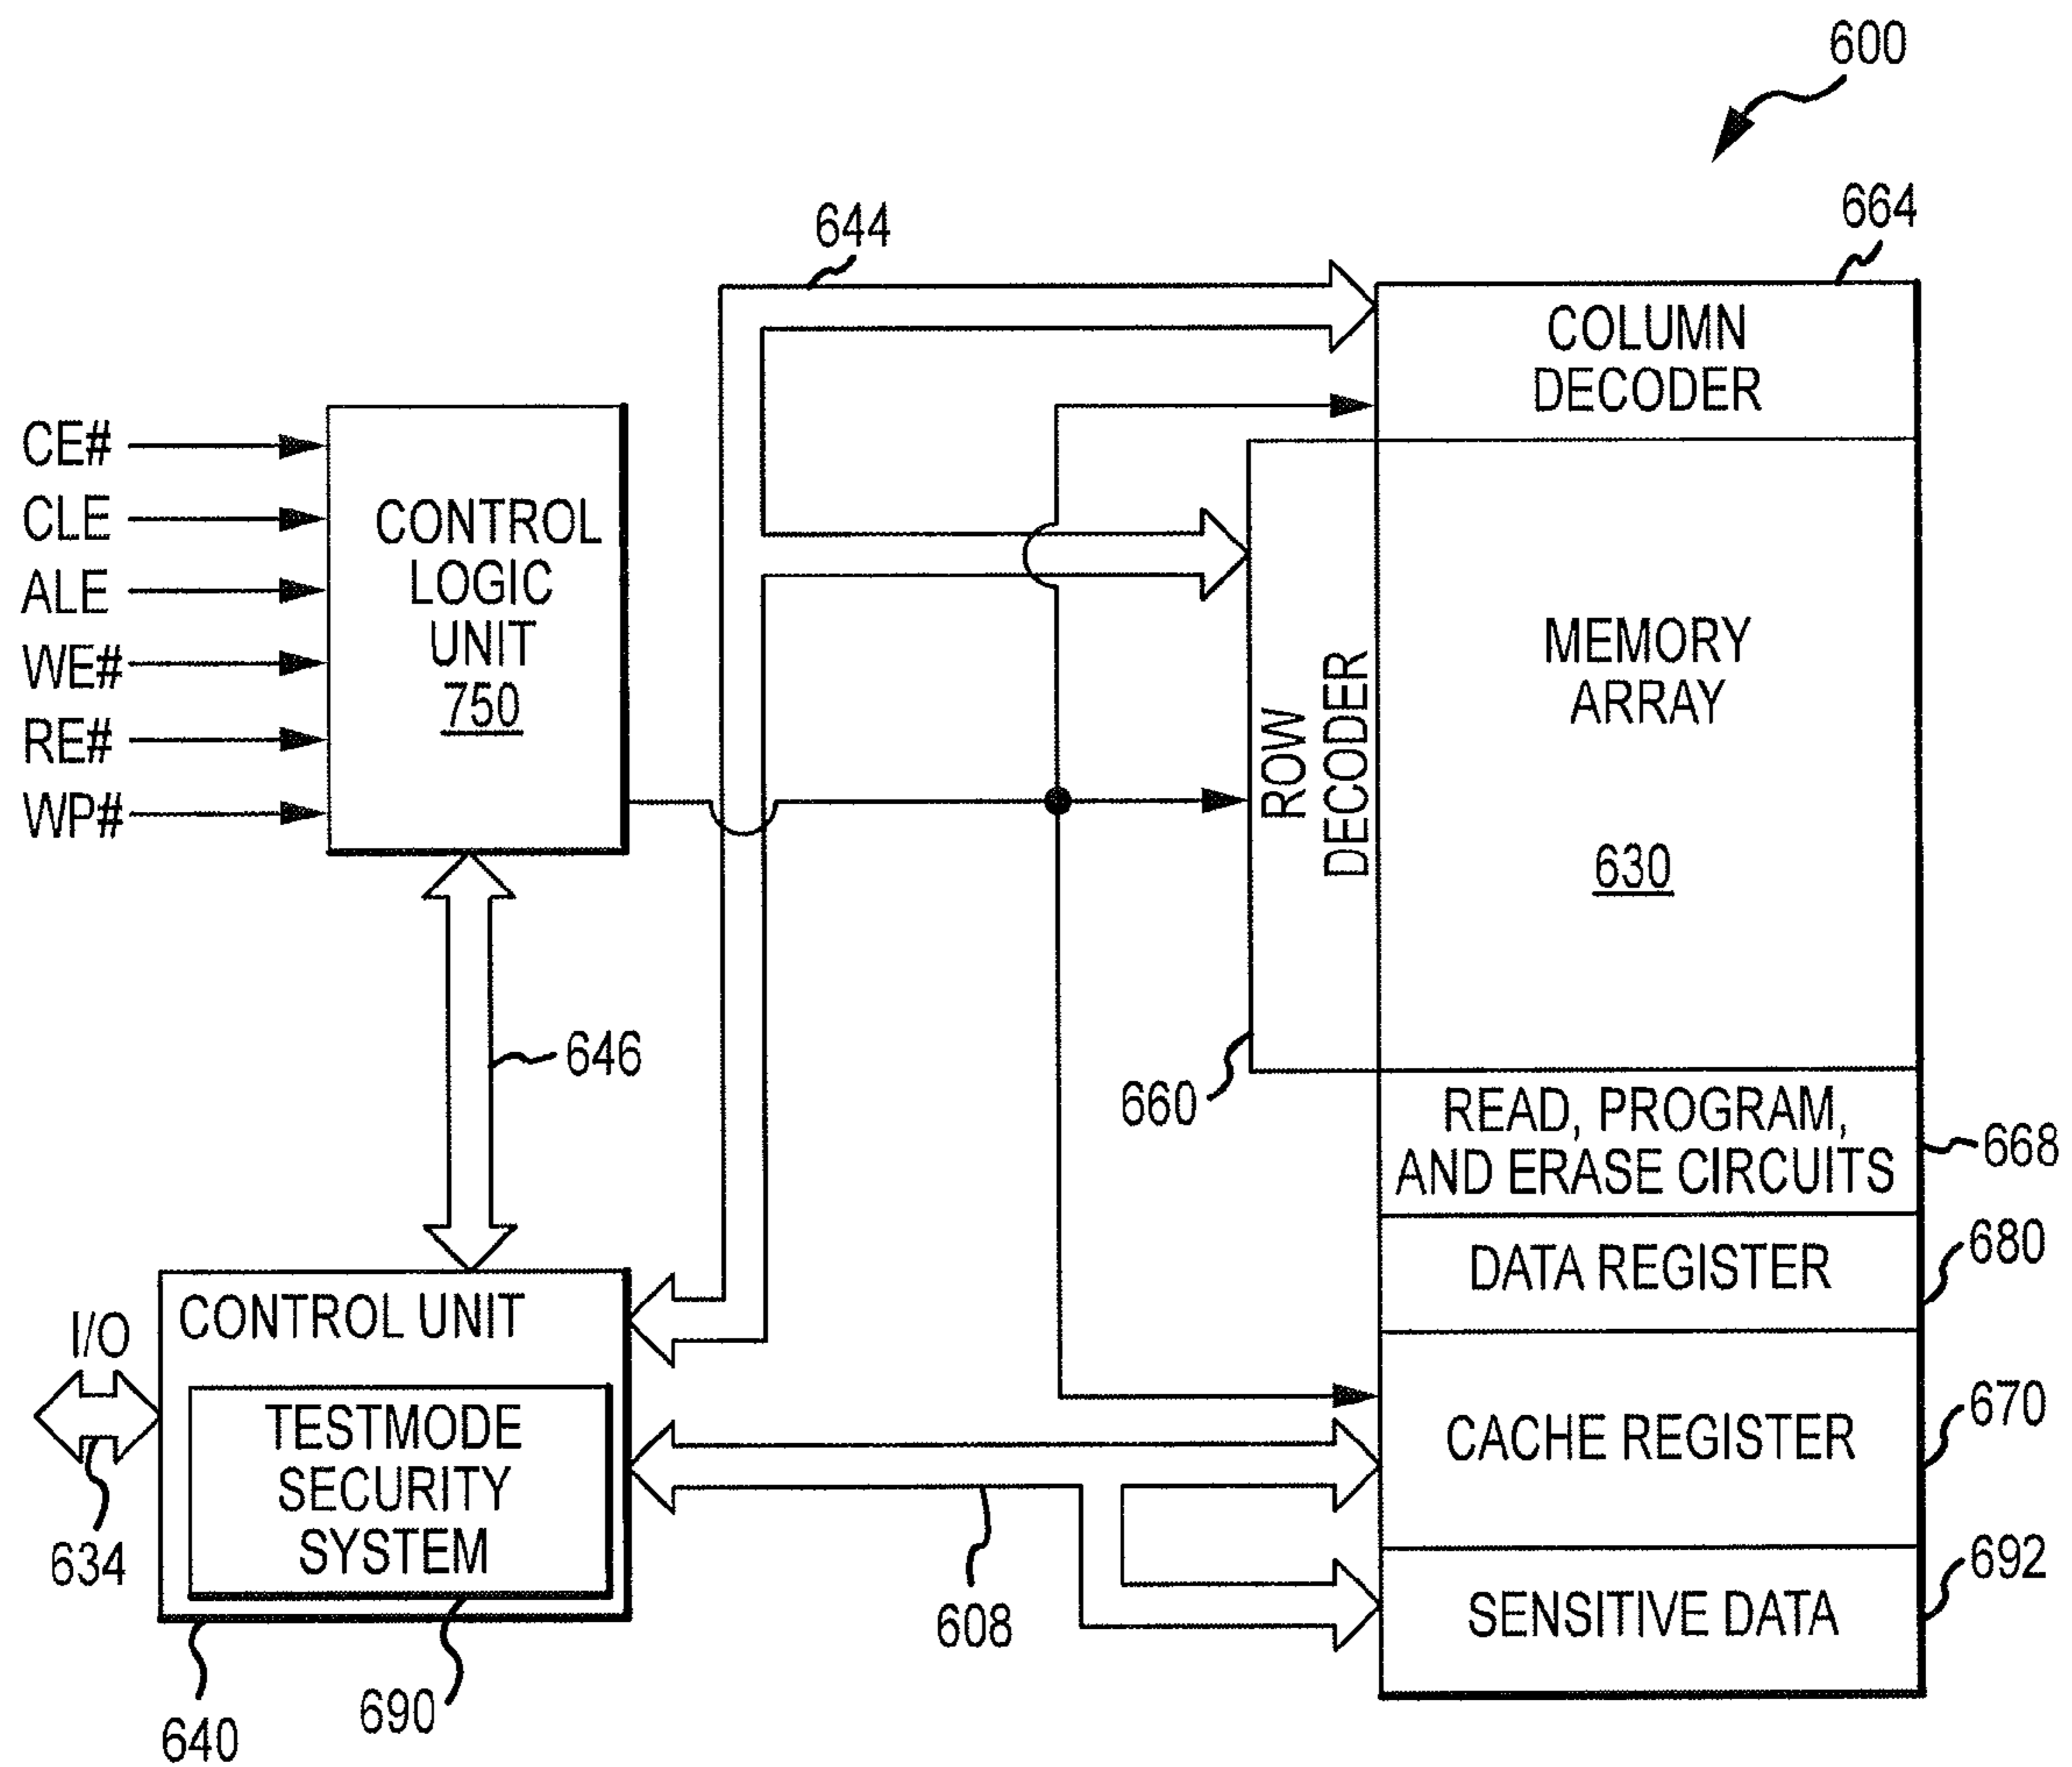 600
664
644
COLUMN
DECODER
CE#
CLE
ALE
WE#
RE#
WP#
CONTROL
LOGIC
UNIT
750
MEMORY
ARRAY
630
ROW
DECODER
646
660
READ, PROGRAM,
AND ERASE CIRCUITS
668
DATA REGISTER
680
I/O
634
CONTROL UNIT
TESTMODE
SECURITY
SYSTEM
CACHE REGISTER
670
608
SENSITIVE DATA
692
640
690